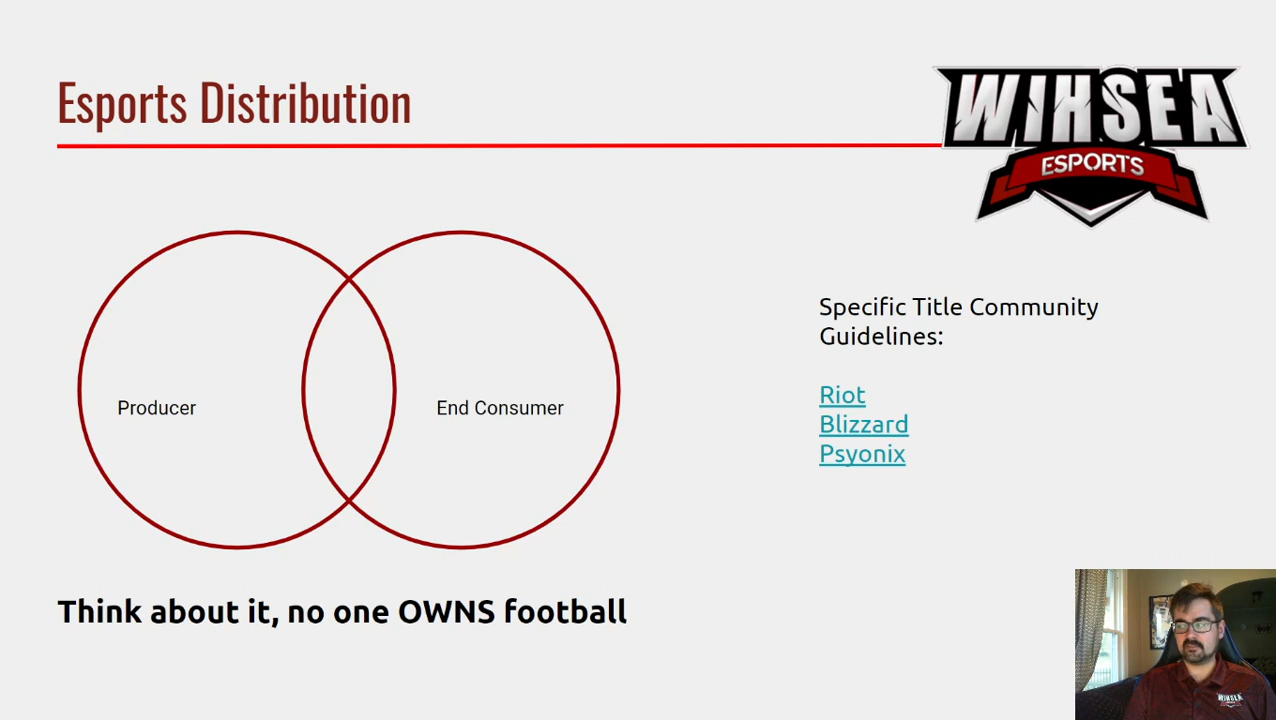 Esports Distribution
WIHSEA
ESPORTS
Specific Title Community
Guidelines:
Riot
Blizzard
Psyonix
Producer
End Consumer
Think about it, no one OWNS football
WIHSEA